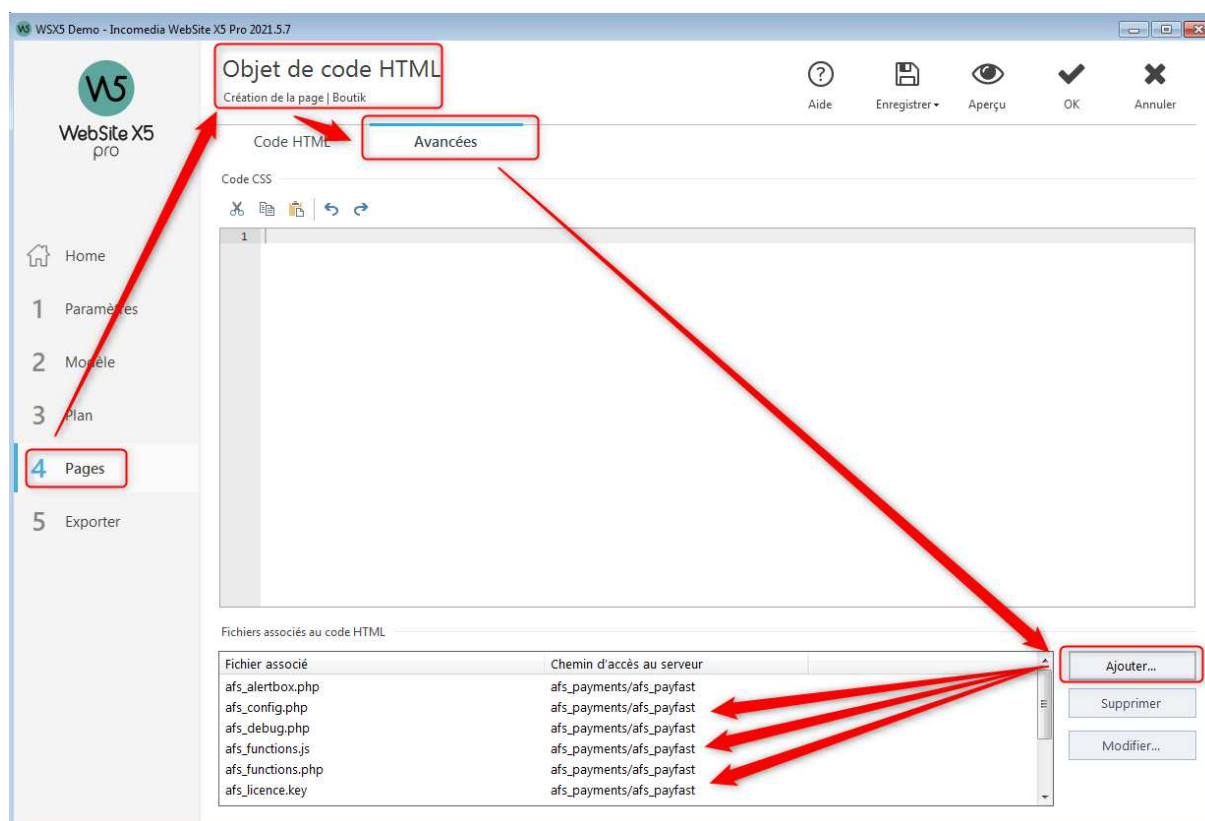 WSX5 Demo - Incomedia WebSite X5 Pro 2021.5.7
W5
WebSite X5
pro
Objet de code HTML
Création de la page | Boutik
Aide
Enregistrer
Aperçu
OK
Annuler
Code HTML
Avancées
Code CSS
1
Home
1 Paramètres
2 Modèle
3 Plan
4 Pages
5 Exporter
Fichiers associés au code HTML
Fichier associé Chemin d'accès au serveur
afs_alertbox.php afs_payments/afs_payfast
afs_config.php afs_payments/afs_payfast
afs_debug.php afs_payments/afs_payfast
afs_functions.js afs_payments/afs_payfast
afs_functions.php afs_payments/afs_payfast
afs_licence.key afs_payments/afs_payfast
Ajouter...
Supprimer
Modifier...